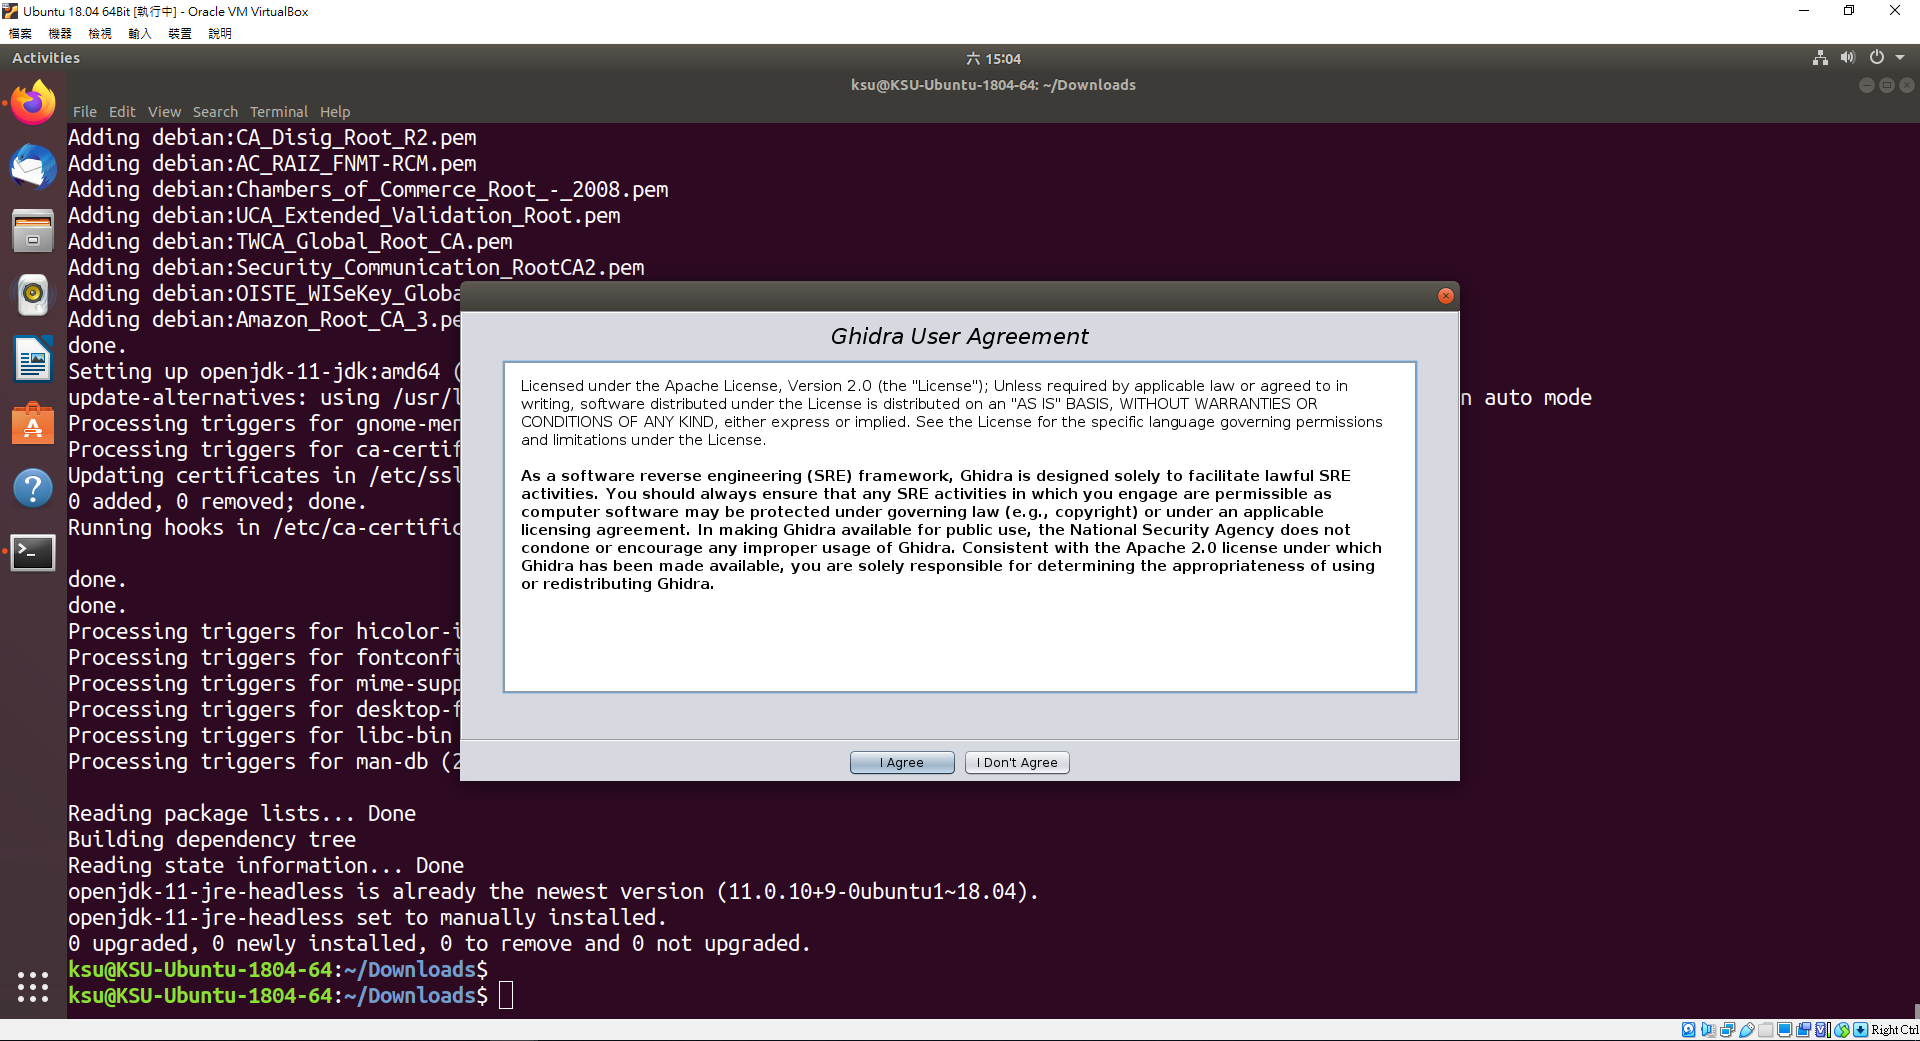 Ubuntu 18.04 64Bit [執行中] - Oracle VM VirtualBox
檔案 機器 檢視 輸入 裝置 說明
Activities
六 15:04
ksu@KSU-Ubuntu-1804-64: ~/Downloads
File Edit View Search Terminal Help
Adding debian:CA_Disig_Root_R2.pem
Adding debian:AC_RAIZ_FNMT-RCM.pem
Adding debian:Chambers_of_Commerce_Root_-_2008.pem
Adding debian:UCA_Extended_Validation_Root.pem
Adding debian:TWCA_Global_Root_CA.pem
Adding debian:Security_Communication_RootCA2.pem
Adding debian:OISTE_WISeKey_Globa
Adding debian:Amazon_Root_CA_3.pe
done.
Setting up openjdk-11-jdk:amd64 (
update-alternatives: using /usr/l
n auto mode
Processing triggers for gnome-men
Processing triggers for ca-certif
Updating certificates in /etc/ssl
0 added, 0 removed; done.
Running hooks in /etc/ca-certific
done.
done.
Processing triggers for hicolor-i
Processing triggers for fontconfi
Processing triggers for mime-supp
Processing triggers for desktop-f
Processing triggers for libc-bin
Processing triggers for man-db (2
Reading package lists... Done
Building dependency tree
Reading state information... Done
openjdk-11-jre-headless is already the newest version (11.0.10+9-0ubuntu1~18.04).
openjdk-11-jre-headless set to manually installed.
0 upgraded, 0 newly installed, 0 to remove and 0 not upgraded.
ksu@KSU-Ubuntu-1804-64:~/Downloads$
ksu@KSU-Ubuntu-1804-64:~/Downloads$
Ghidra User Agreement
Licensed under the Apache License, Version 2.0 (the "License"); Unless required by applicable law or agreed to in
writing, software distributed under the License is distributed on an "AS IS" BASIS, WITHOUT WARRANTIES OR
CONDITIONS OF ANY KIND, either express or implied. See the License for the specific language governing permissions
and limitations under the License.
As a software reverse engineering (SRE) framework, Ghidra is designed solely to facilitate lawful SRE
activities. You should always ensure that any SRE activities in which you engage are permissible as
computer software may be protected under governing law (e.g., copyright) or under an applicable
licensing agreement. In making Ghidra available for public use, the National Security Agency does not
condone or encourage any improper usage of Ghidra. Consistent with the Apache 2.0 license under which
Ghidra has been made available, you are solely responsible for determining the appropriateness of using
or redistributing Ghidra.
I Agree
I Don't Agree
Right Ctrl